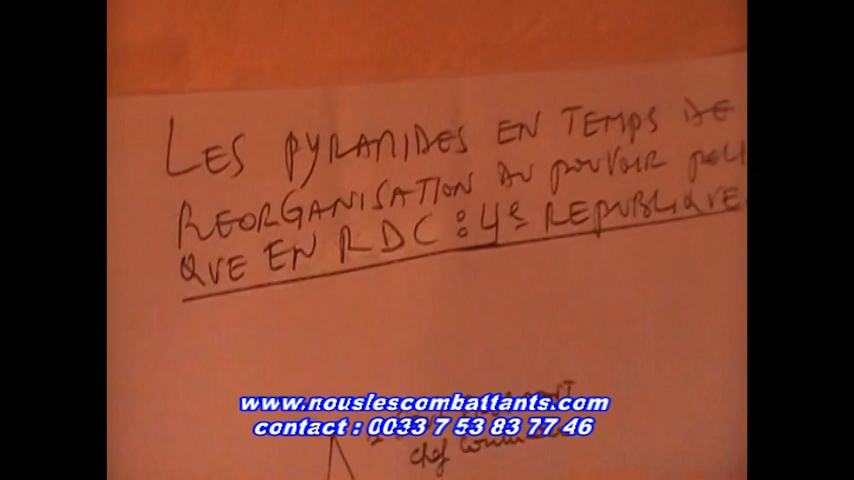 LES PYRAMIDES EN TEMPS DE
REORGANISATION DU POUVOIR POLI
QUE EN RDC : 4e REPUBLIQUE
www.nouslescombattants.com
contact : 0033 7 53 83 77 46
chef